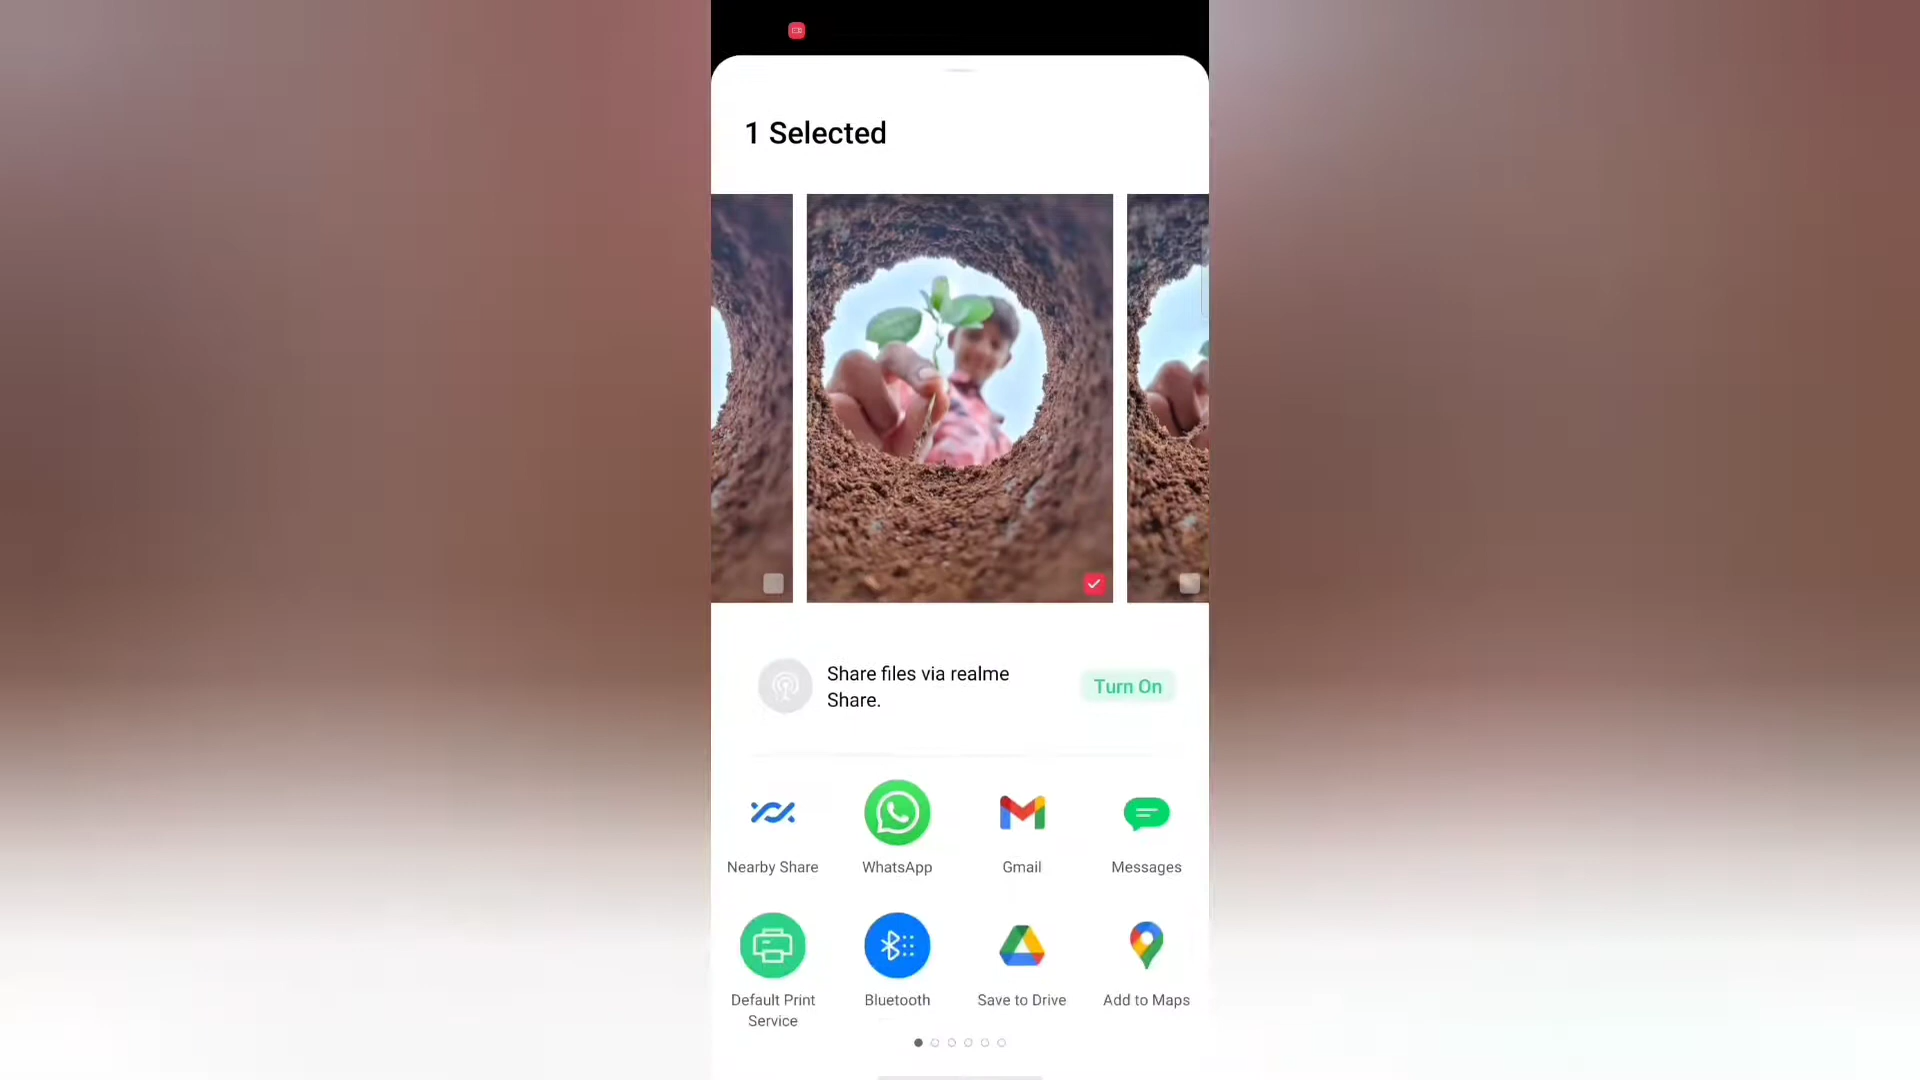 1 Selected
Share files via realme
Share.
Turn On
Nearby Share
WhatsApp
Gmail
Messages
Default Print
Service
Bluetooth
Save to Drive
Add to Maps